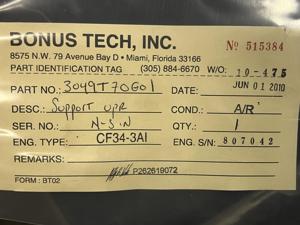 BONUS TECH, INC. № 515384
8575 N.W. 79 Avenue Bay D • Miami, Florida 33166
PART IDENTIFICATION TAG (305) 884-6670 W/O: 10-475
PART NO.: 3049T70G01 DATE: JUN 01 2010
DESC.: Support UPR COND.: A/R
SER. NO.: N-S-N QTY.: 1
ENG. TYPE: CF34-3A1 ENG. S/N: 807042
REMARKS:
P262619072
FORM : BT02